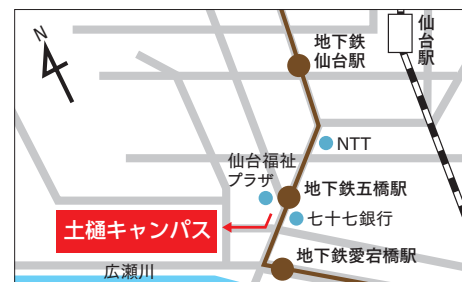 N
地下鉄
仙台駅
仙台駅
NTT
仙台福祉
プラザ
地下鉄五橋駅
土樋キャンパス
七十七銀行
地下鉄愛宕橋駅
広瀬川